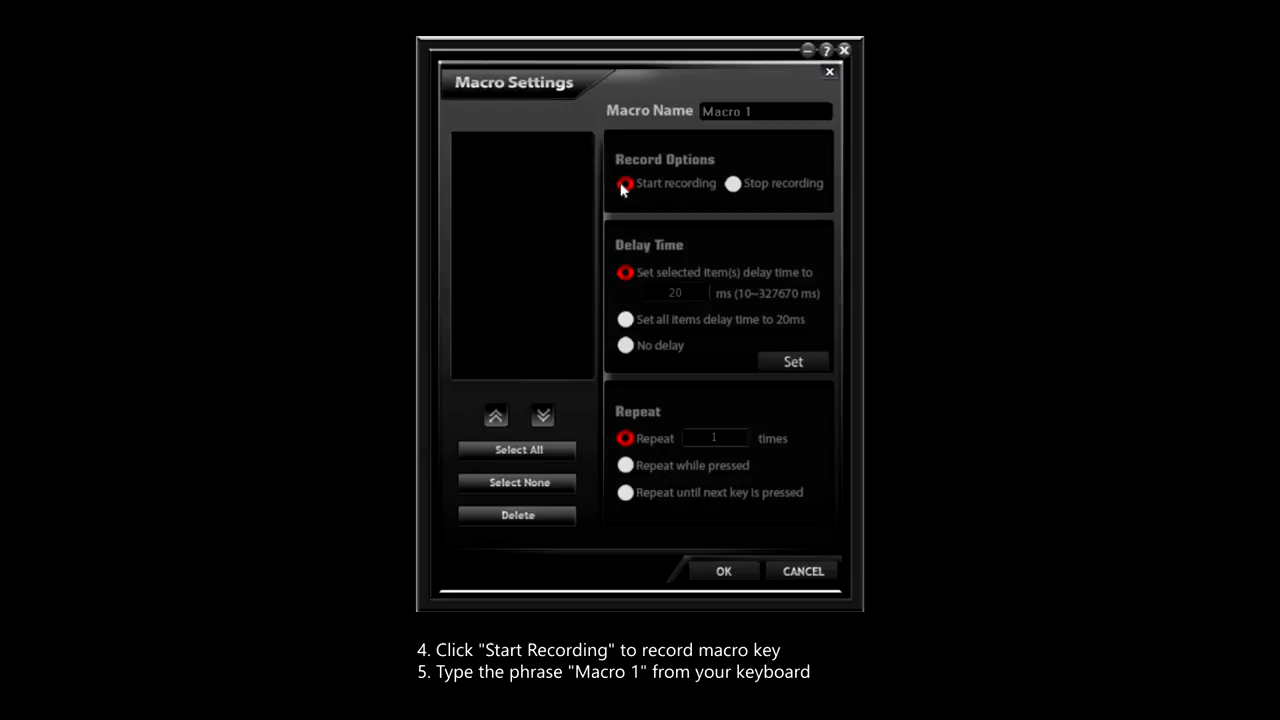 Macro Settings
Macro Name Macro 1
Record Options
Start recording Stop recording
Delay Time
Set selected item(s) delay time to
20 ms (10~327670 ms)
Set all items delay time to 20ms
No delay
Set
Repeat
Repeat 1 times
Repeat while pressed
Repeat until next key is pressed
Select All
Select None
Delete
OK CANCEL
4. Click "Start Recording" to record macro key
5. Type the phrase "Macro 1" from your keyboard